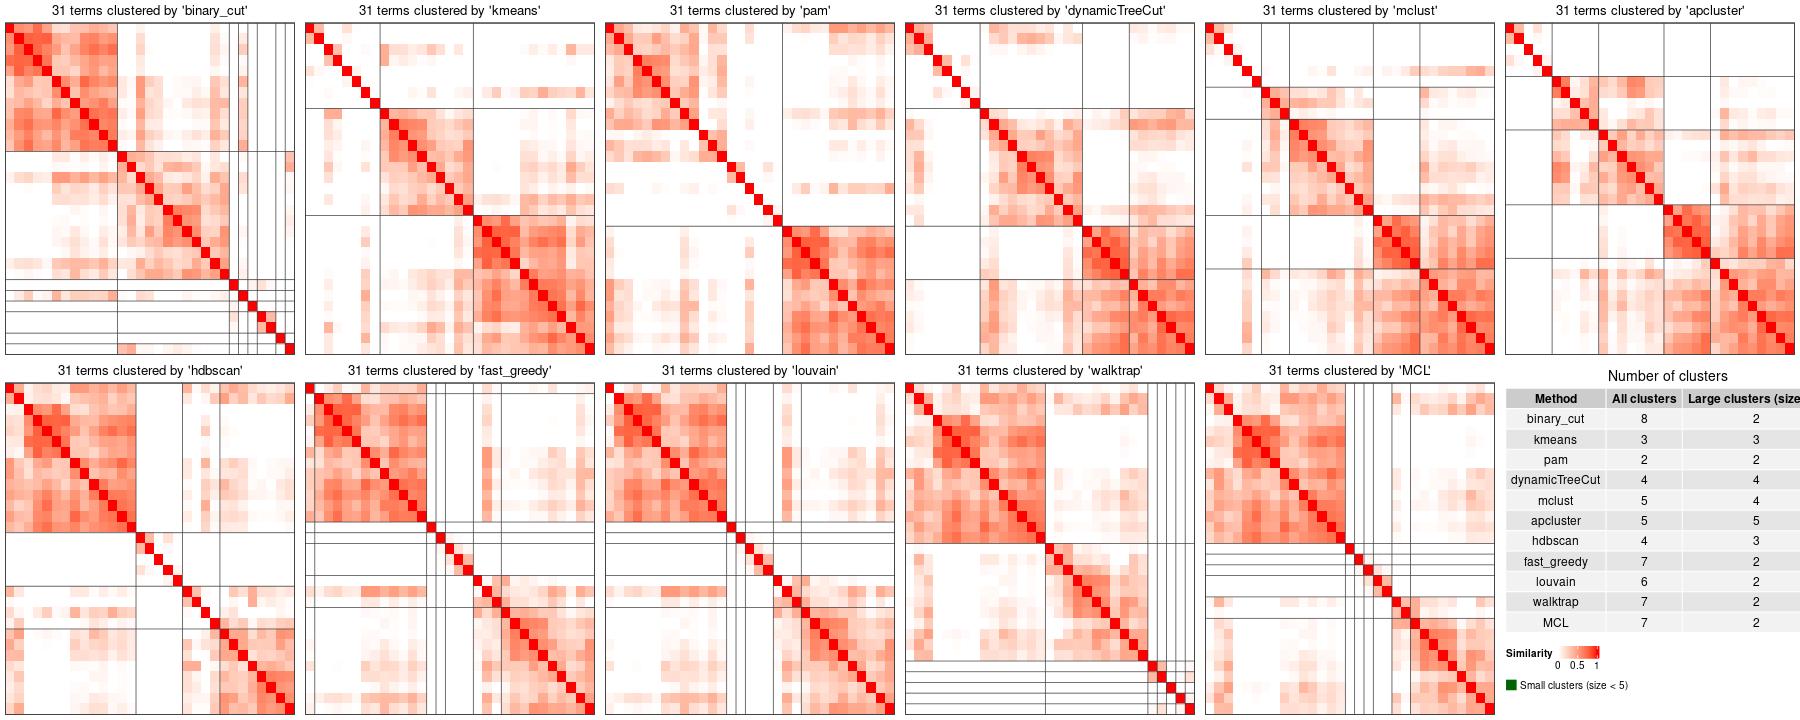 31 terms clustered by 'binary_cut'
31 terms clustered by 'kmeans'
31 terms clustered by 'pam'
31 terms clustered by 'dynamicTreeCut'
31 terms clustered by 'mclust'
31 terms clustered by 'apcluster'
31 terms clustered by 'hdbscan'
31 terms clustered by 'fast_greedy'
31 terms clustered by 'louvain'
31 terms clustered by 'walktrap'
31 terms clustered by 'MCL'
Number of clusters
Method All clusters Large clusters (size
binary_cut 8 2
kmeans 3 3
pam 2 2
dynamicTreeCut 4 4
mclust 5 4
apcluster 5 5
hdbscan 4 3
fast_greedy 7 2
louvain 6 2
walktrap 7 2
MCL 7 2
Similarity
0 0.5 1
Small clusters (size < 5)